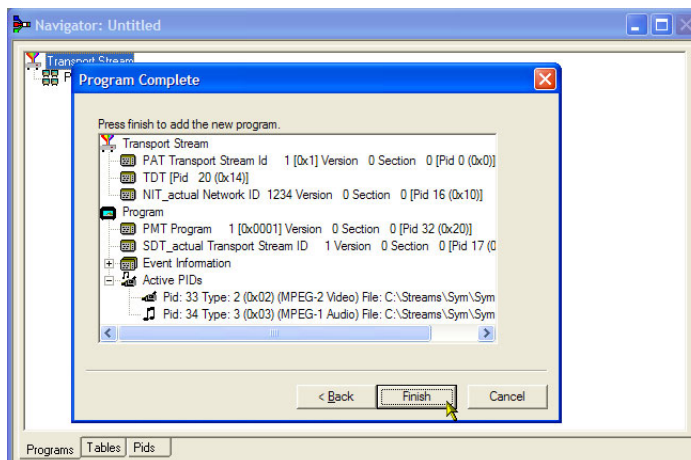 Navigator: Untitled
Transport Stream
P
Program Complete
Press finish to add the new program.
Transport Stream
PAT Transport Stream Id 1 [0x1] Version 0 Section 0 [Pid 0 (0x0)]
TDT [Pid 20 (0x14)]
NIT_actual Network ID 1234 Version 0 Section 0 [Pid 16 (0x10)]
Program
PMT Program 1 [0x0001] Version 0 Section 0 [Pid 32 (0x20)]
SDT_actual Transport Stream ID 1 Version 0 Section 0 [Pid 17 (0
Event Information
Active PIDs
Pid: 33 Type: 2 (0x02) (MPEG-2 Video) File: C:\Streams\Sym\Sym
Pid: 34 Type: 3 (0x03) (MPEG-1 Audio) File: C:\Streams\Sym\Sym
< Back Finish Cancel
Programs Tables Pids